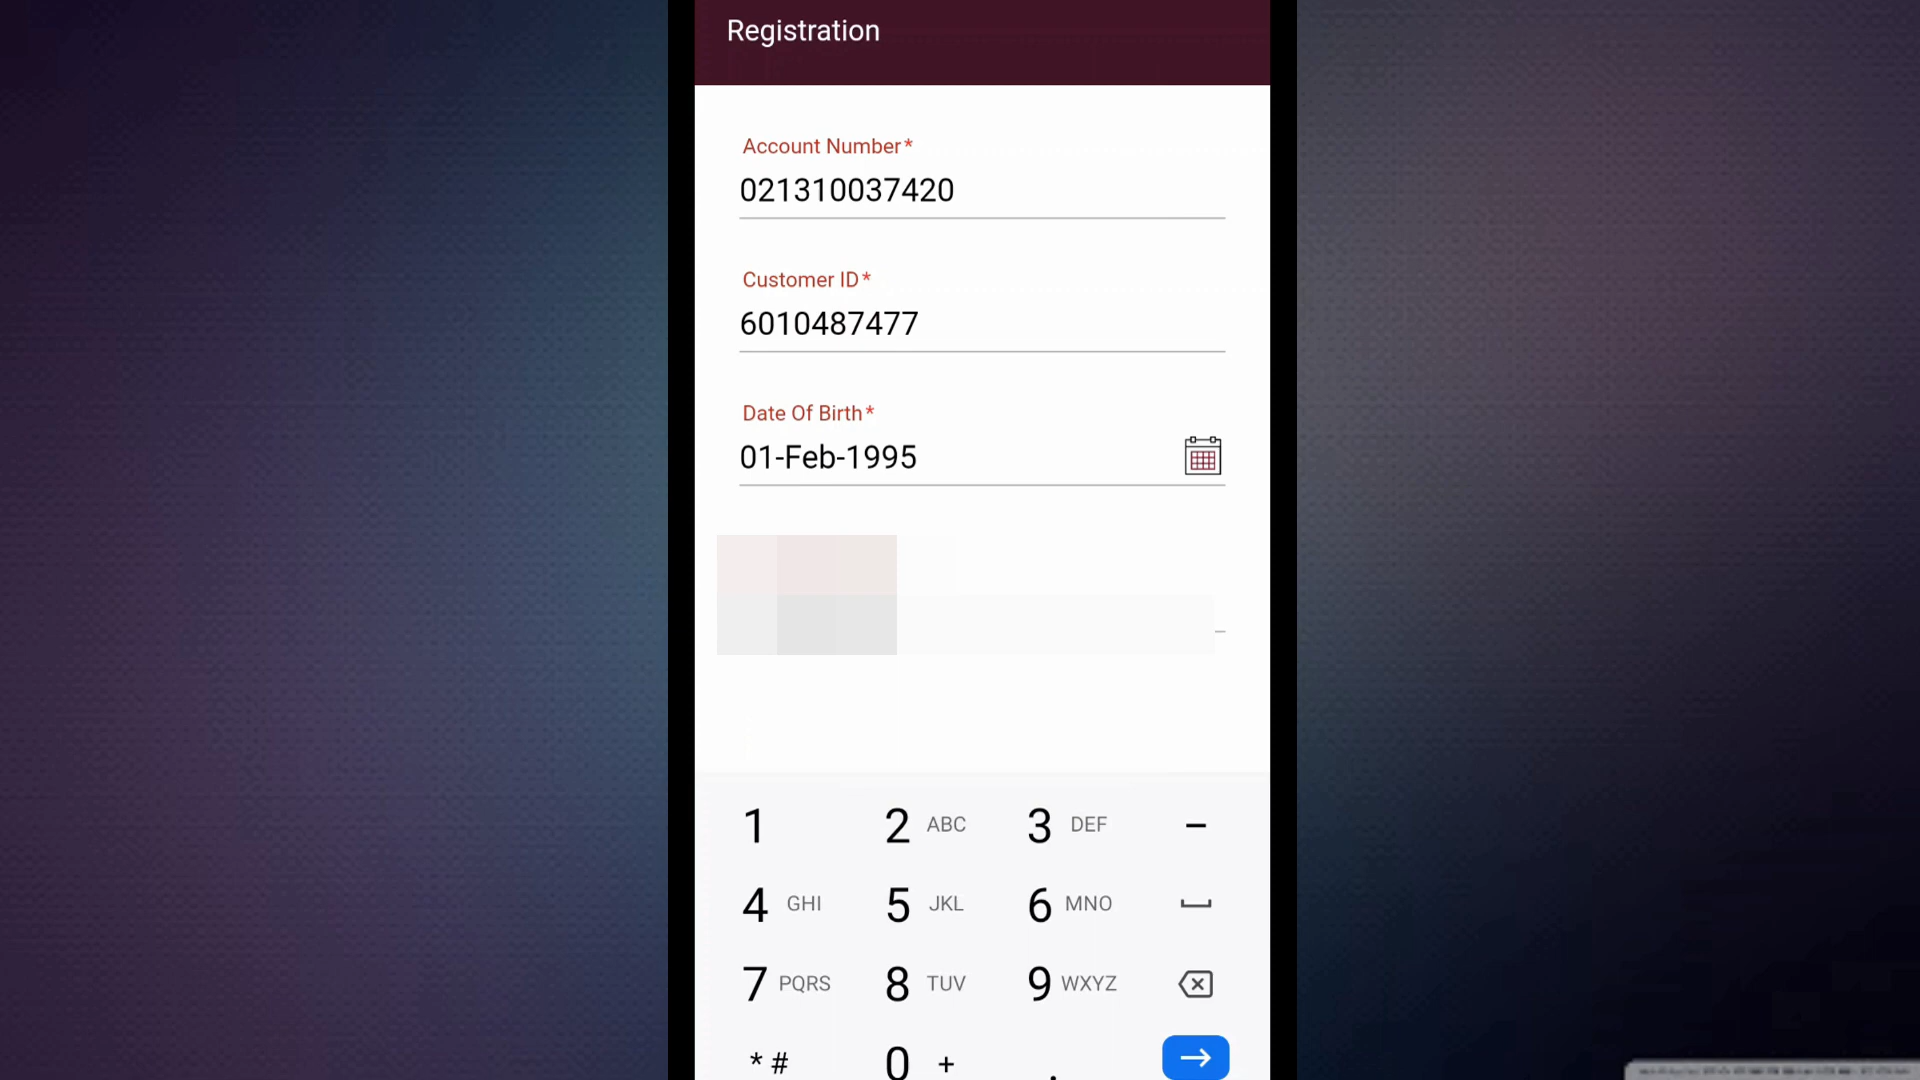 Registration
Account Number*
021310037420
Customer ID*
6010487477
Date Of Birth*
01-Feb-1995
1 2 ABC 3 DEF –
4 GHI 5 JKL 6 MNO
7 PQRS 8 TUV 9 WXYZ
* # 0 + .